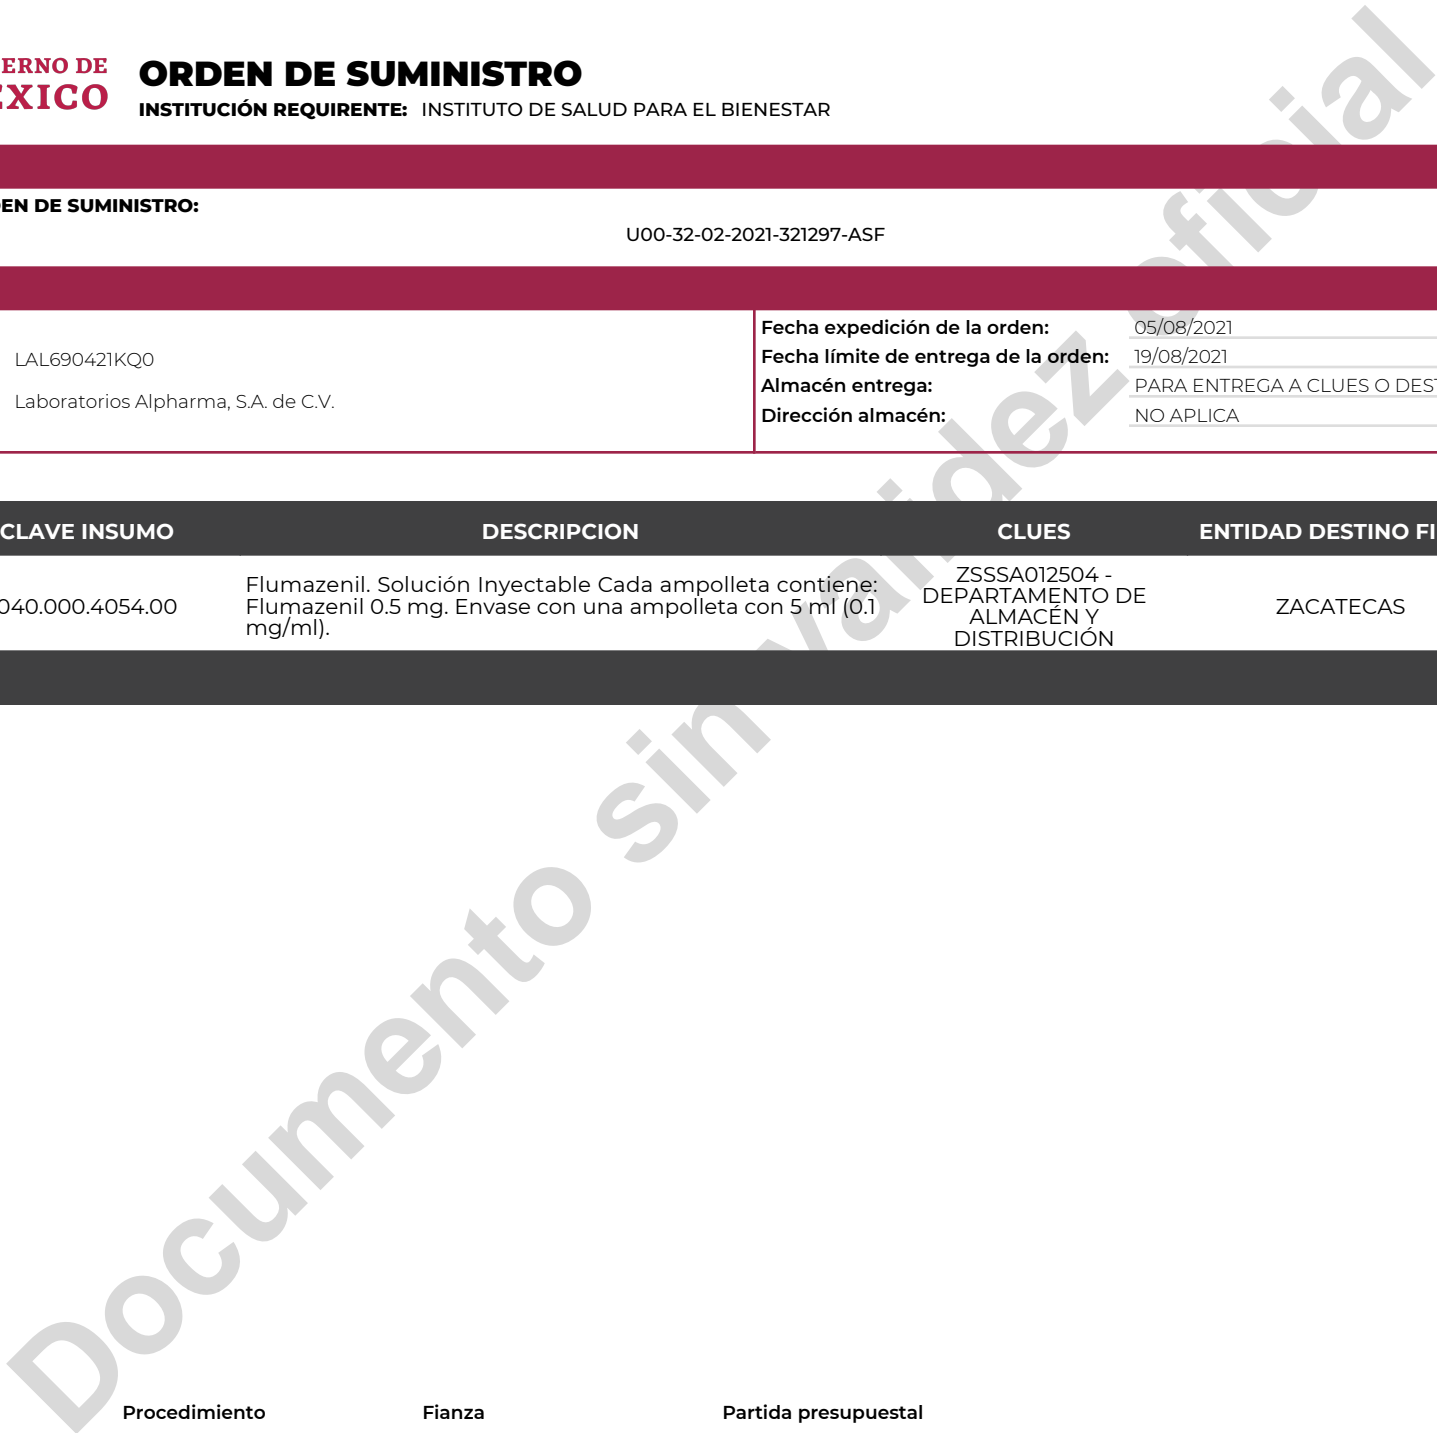 ERNO DE
ÉXICO
ORDEN DE SUMINISTRO
INSTITUCIÓN REQUIRENTE: INSTITUTO DE SALUD PARA EL BIENESTAR
EN DE SUMINISTRO:
U00-32-02-2021-321297-ASF
LAL690421KQ0
Laboratorios Alpharma, S.A. de C.V.
Fecha expedición de la orden: 05/08/2021
Fecha límite de entrega de la orden: 19/08/2021
Almacén entrega: PARA ENTREGA A CLUES O DEST
Dirección almacén: NO APLICA
CLAVE INSUMO DESCRIPCION CLUES ENTIDAD DESTINO FI
040.000.4054.00
Flumazenil. Solución Inyectable Cada ampolleta contiene:
Flumazenil 0.5 mg. Envase con una ampolleta con 5 ml (0.1
mg/ml).
ZSSSA012504 -
DEPARTAMENTO DE
ALMACÉN Y
DISTRIBUCIÓN
ZACATECAS
Documento sin validez oficial
Procedimiento Fianza Partida presupuestal